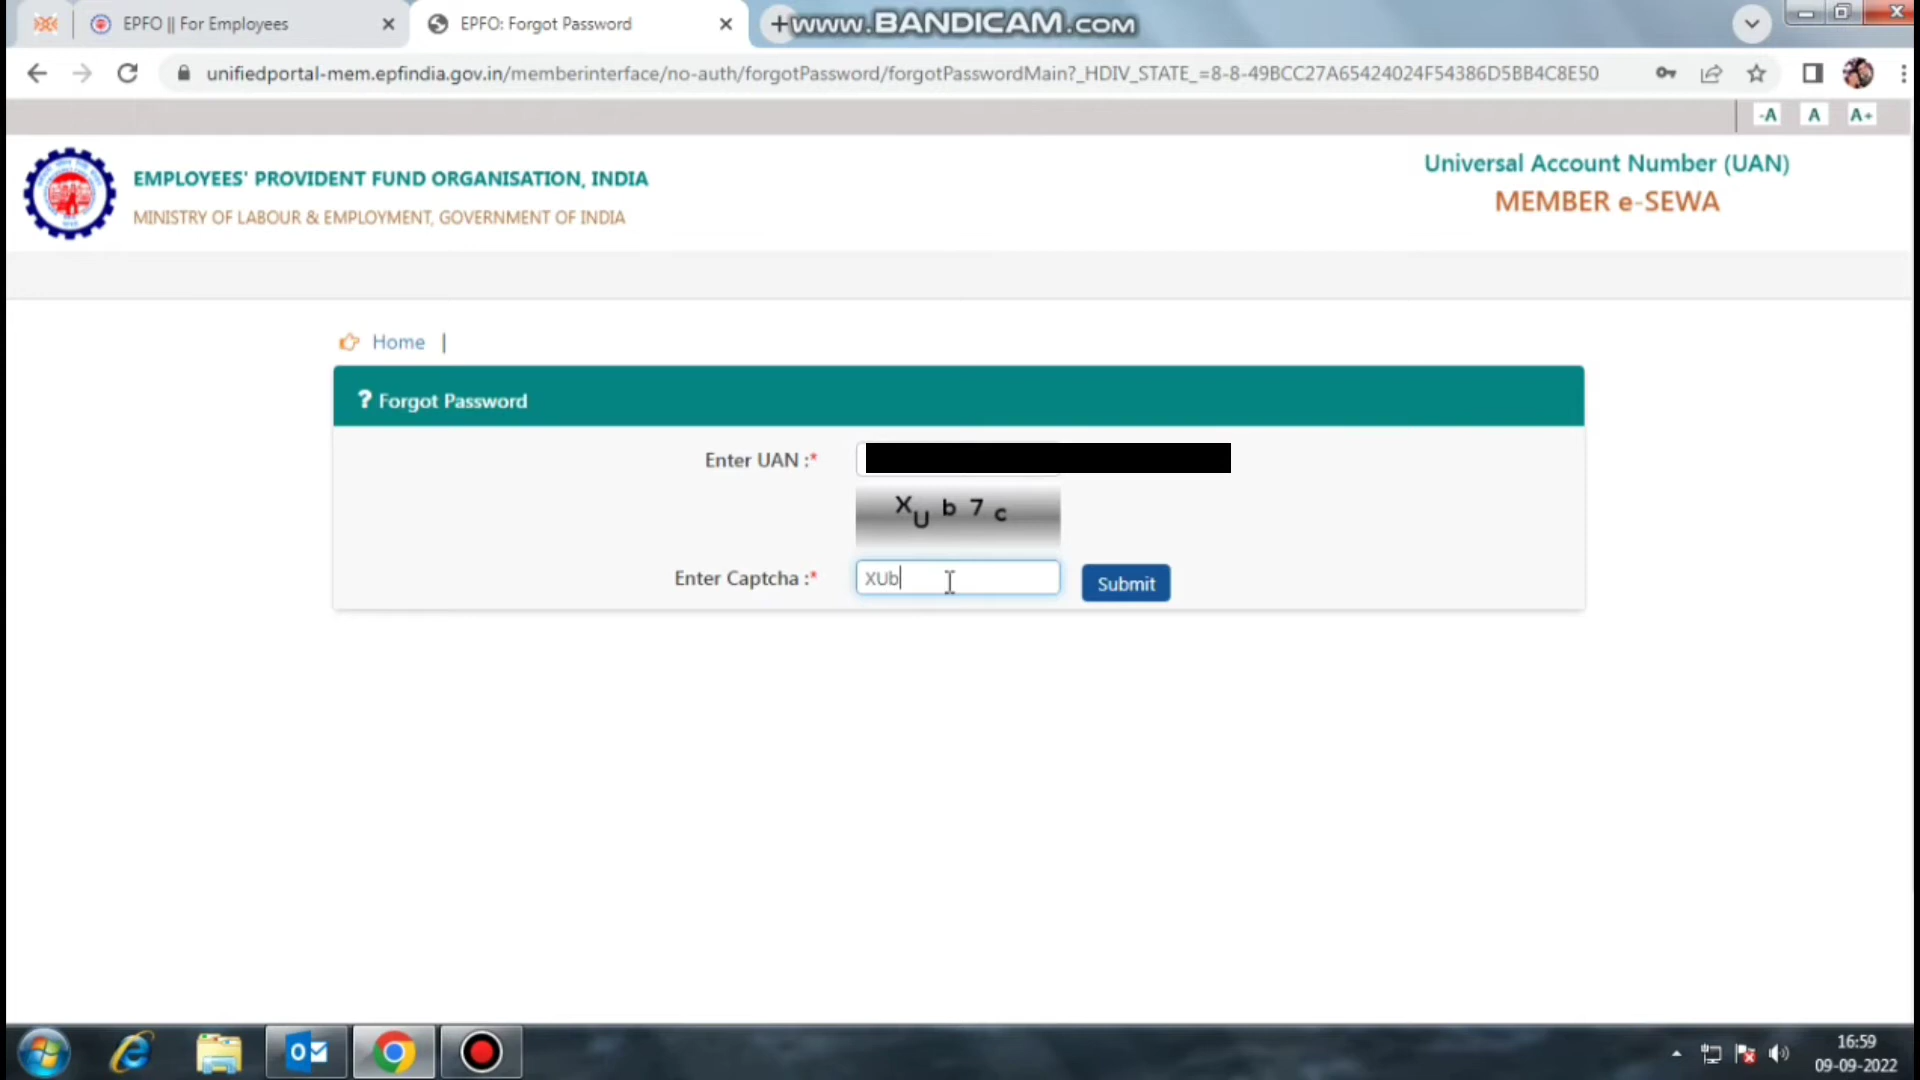 EPFO || For Employees
EPFO: Forgot Password
www.BANDICAM.com
unifiedportal-mem.epfindia.gov.in/memberinterface/no-auth/forgotPassword/forgotPasswordMain?_HDIV_STATE_=8-8-49BCC27A65424024F54386D5BB4C8E50
-A A A+
EMPLOYEES' PROVIDENT FUND ORGANISATION, INDIA
MINISTRY OF LABOUR & EMPLOYMENT, GOVERNMENT OF INDIA
Universal Account Number (UAN)
MEMBER e-SEWA
Home |
? Forgot Password
Enter UAN :*
X U b 7 c
Enter Captcha :*
XUb
Submit
16:59
09-09-2022